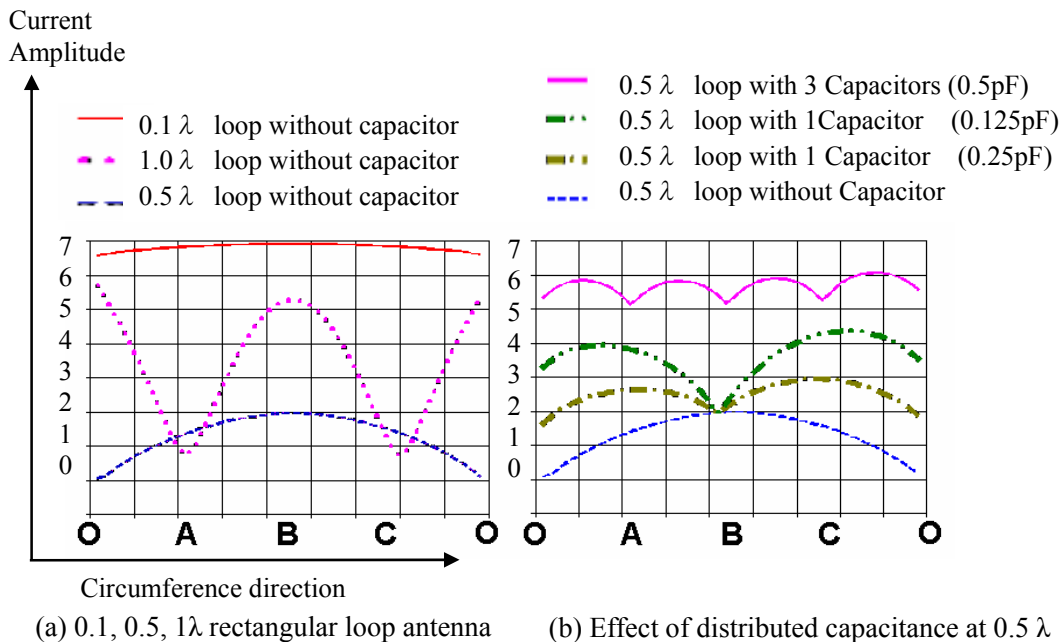 Current
Amplitude
0.1 λ loop without capacitor
1.0 λ loop without capacitor
0.5 λ loop without capacitor
7
6
5
4
3
2
1
0
O A B C O
Circumference direction
(a) 0.1, 0.5, 1λ rectangular loop antenna
0.5 λ loop with 3 Capacitors (0.5pF)
0.5 λ loop with 1Capacitor (0.125pF)
0.5 λ loop with 1 Capacitor (0.25pF)
0.5 λ loop without Capacitor
7
6
5
4
3
2
1
0
O A B C O
(b) Effect of distributed capacitance at 0.5 λ